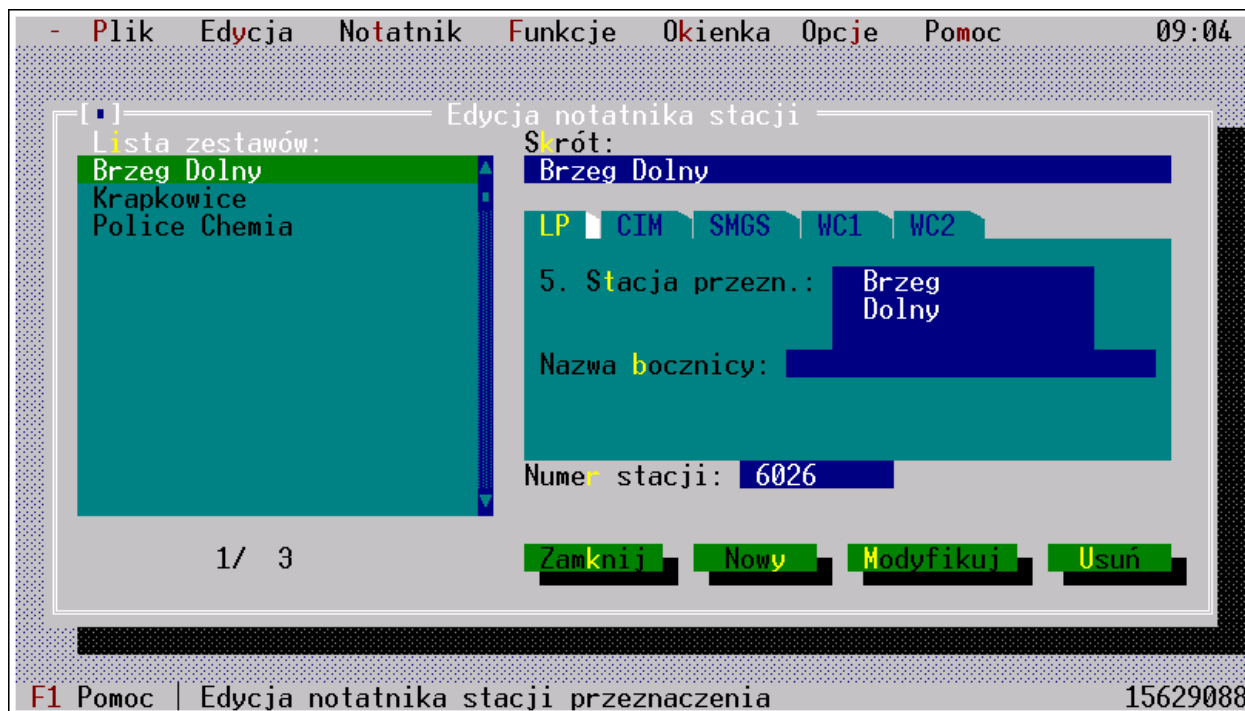 - Plik Edycja Notatnik Funkcje Okienka Opcje Pomoc 09:04
Edycja notatnika stacji
Lista zestawów:
Brzeg Dolny
Krapkowice
Police Chemia
1/ 3
Skrót:
Brzeg Dolny
LP CIM SMGS WC1 WC2
5. Stacja przezn.: Brzeg
Dolny
Nazwa bocznicy:
Numer stacji: 6026
Zamknij Nowy Modyfikuj Usuń
F1 Pomoc | Edycja notatnika stacji przeznaczenia 15629088